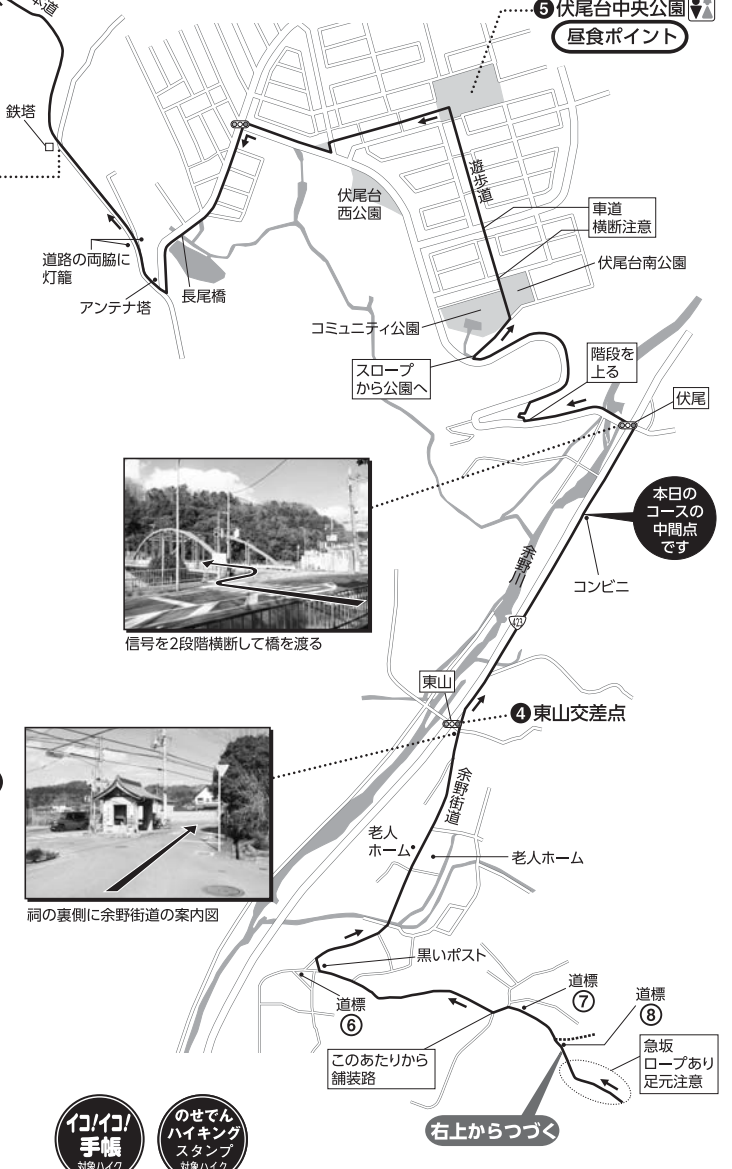 ❺伏尾台中央公園
昼食ポイント
鉄塔
遊歩道
伏尾台
西公園
車道
横断注意
道路の両脇に
灯籠
伏尾台南公園
アンテナ塔
長尾橋
コミュニティ公園
スロープ
から公園へ
階段を
上る
伏尾
本日の
コースの
中間点
です
余野川
コンビニ
信号を2段階横断して橋を渡る
423
東山
❹東山交差点
余野街道
老人
ホーム
老人ホーム
祠の裏側に余野街道の案内図
黒いポスト
道標
⑥
道標
⑦
道標
⑧
このあたりから
舗装路
急坂
ロープあり
足元注意
右上からつづく
イコ!イコ!
手帳
対象ハイク
のせでん
ハイキング
スタンプ
対象ハイク